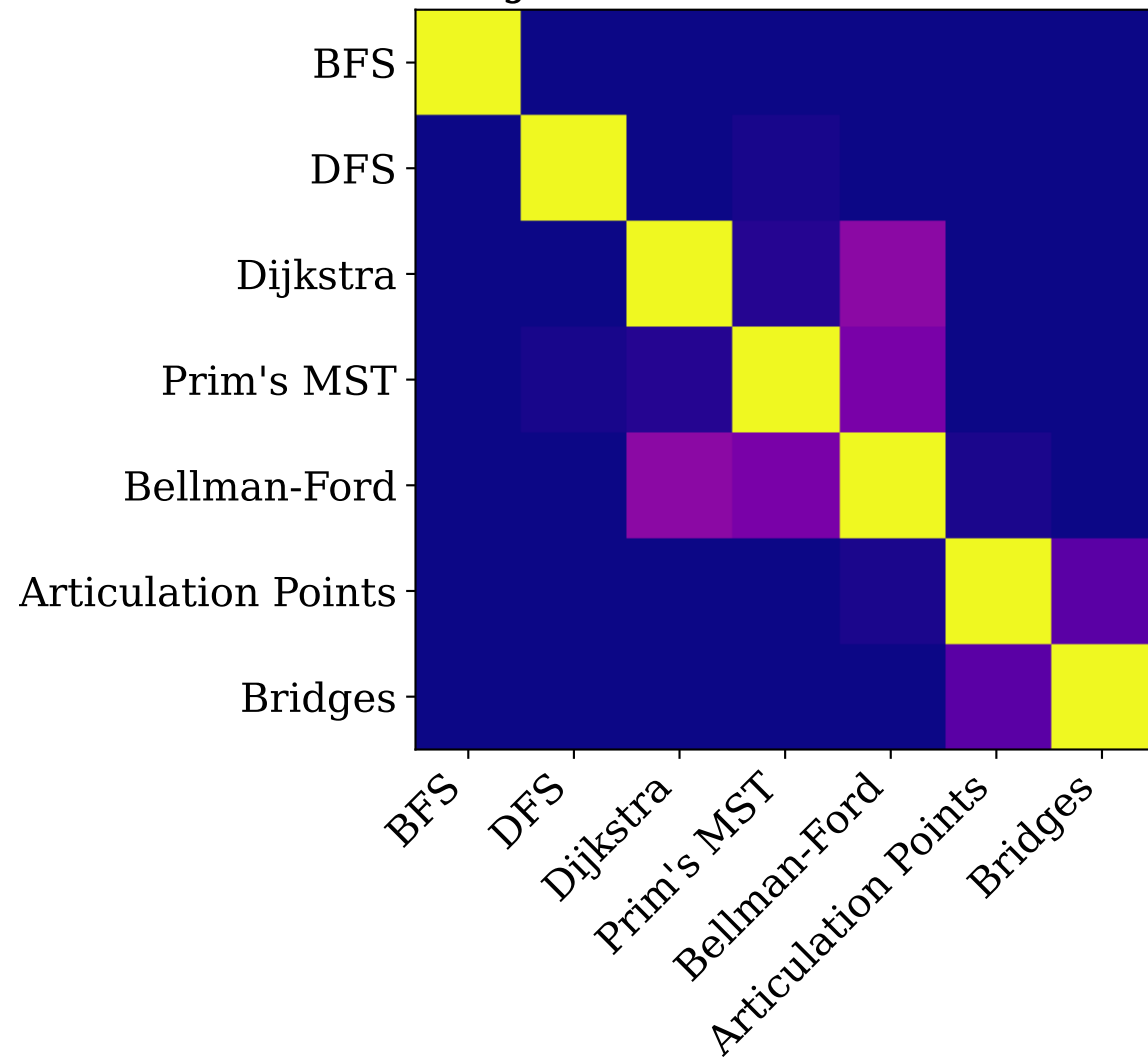 BFS
DFS
Dijkstra
Prim's MST
Bellman-Ford
Articulation Points
Bridges
BFS
DFS
Dijkstra
Prim's MST
Bellman-Ford
Articulation Points
Bridges